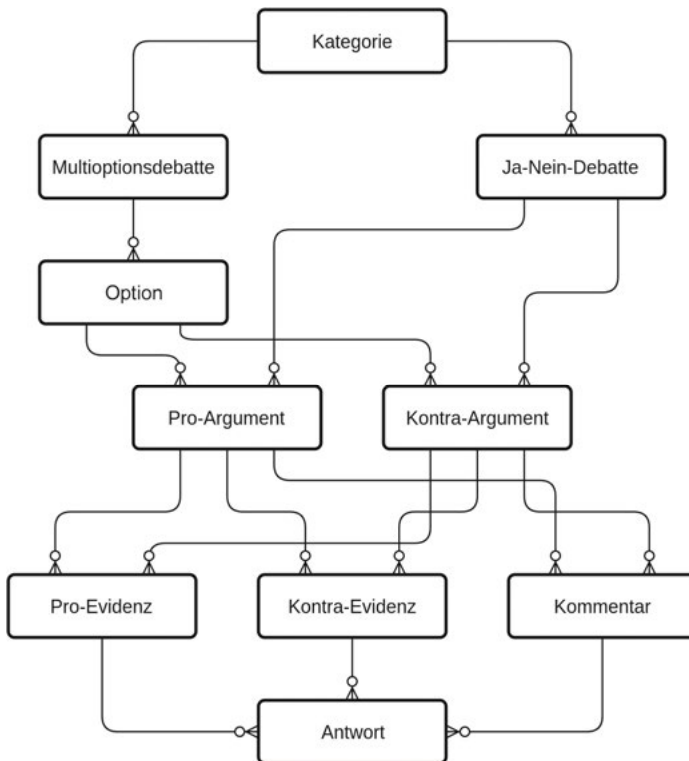 Kategorie
Multioptionsdebatte
Ja-Nein-Debatte
Option
Pro-Argument
Kontra-Argument
Pro-Evidenz
Kontra-Evidenz
Kommentar
Antwort